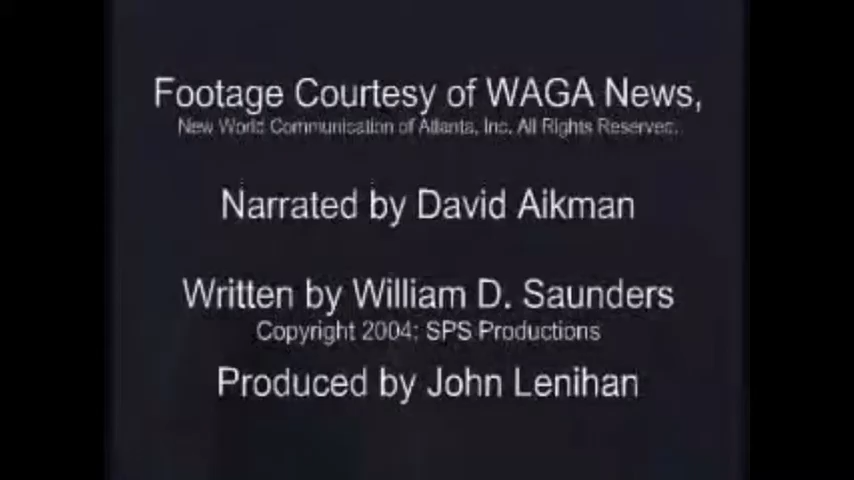 Footage Courtesy of WAGA News,
New World Communication of Atlanta, Inc. All Rights Reserved.
Narrated by David Aikman
Written by William D. Saunders
Copyright 2004: SPS Productions
Produced by John Lenihan